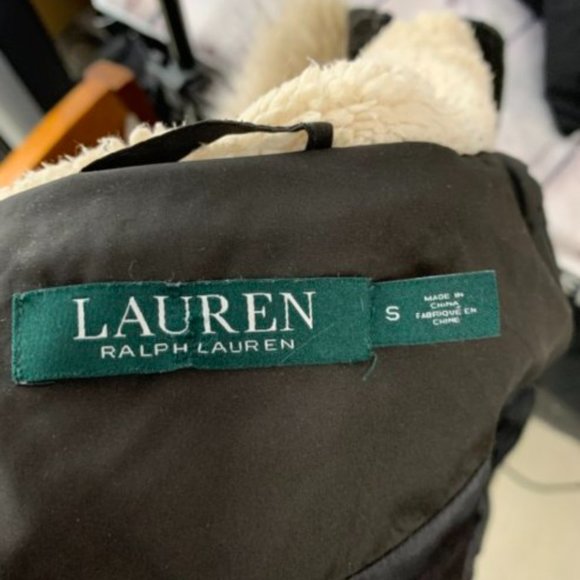 LAUREN
RALPH LAUREN
S
MADE IN
CHINA
FABRIQUÉ EN
CHINE